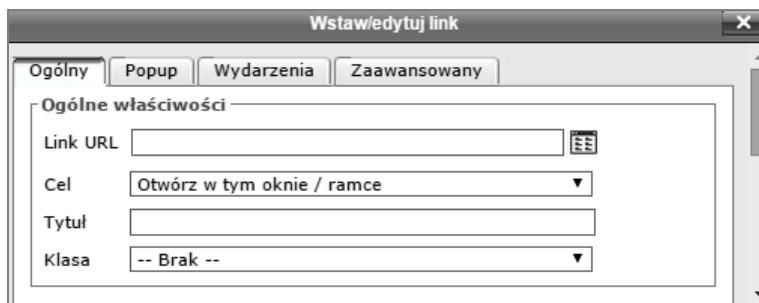 Wstaw/edytuj link
Ogólny Popup Wydarzenia Zaawansowany
Ogólne właściwości
Link URL
Cel Otwórz w tym oknie / ramce
Tytuł
Klasa -- Brak --